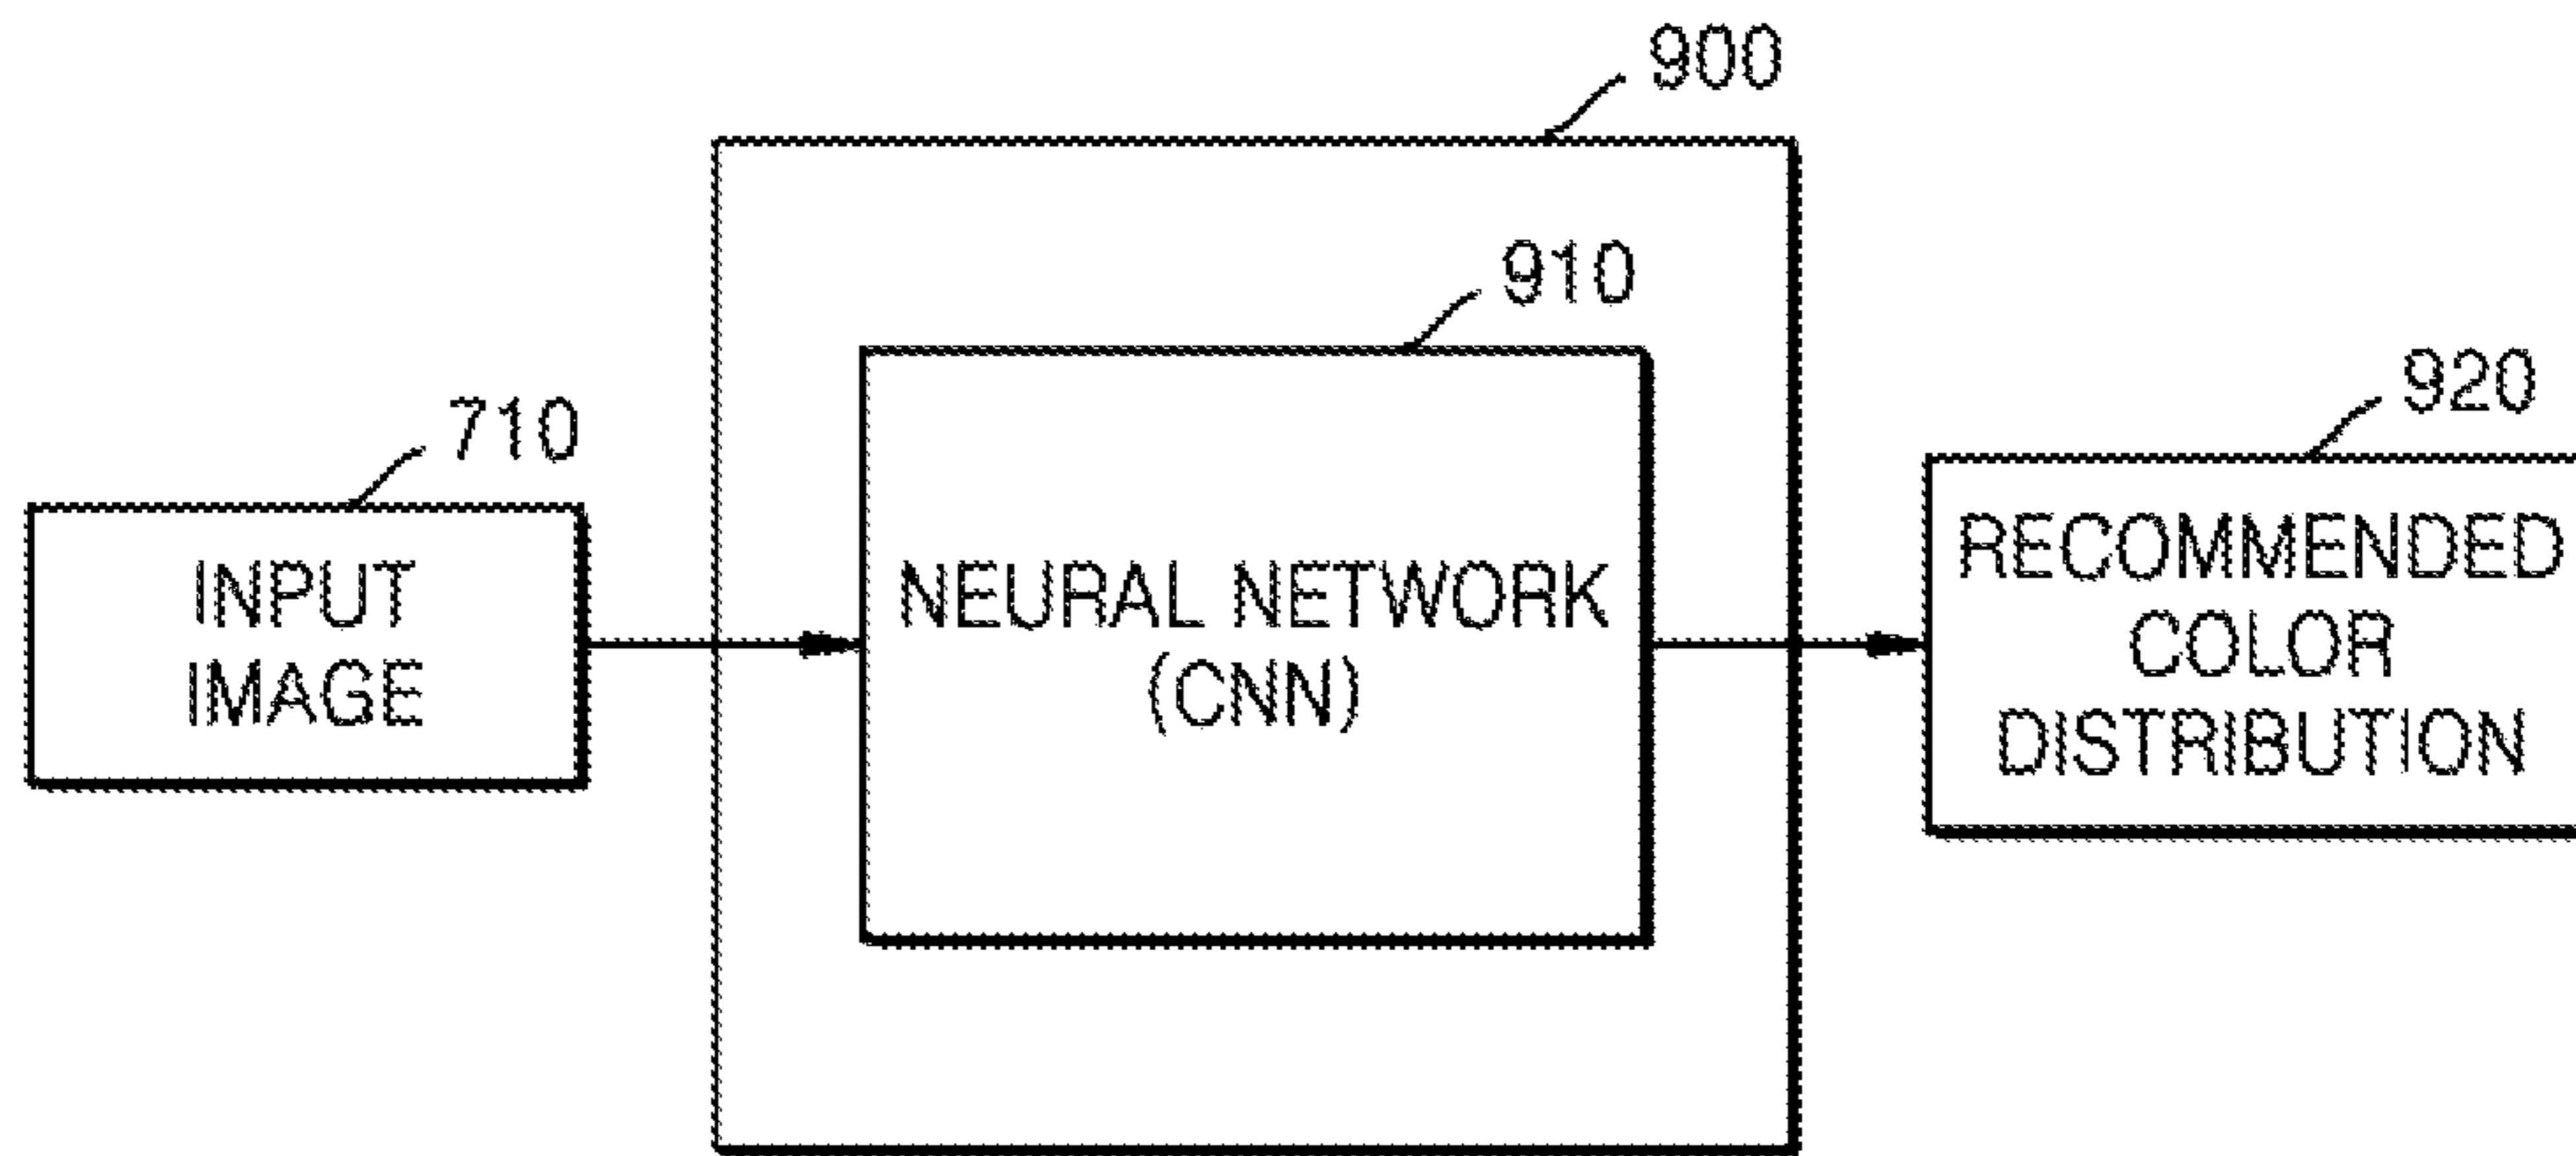 900
910
920
710
INPUT
IMAGE
NEURAL NETWORK
(CNN)
RECOMMENDED
COLOR
DISTRIBUTION